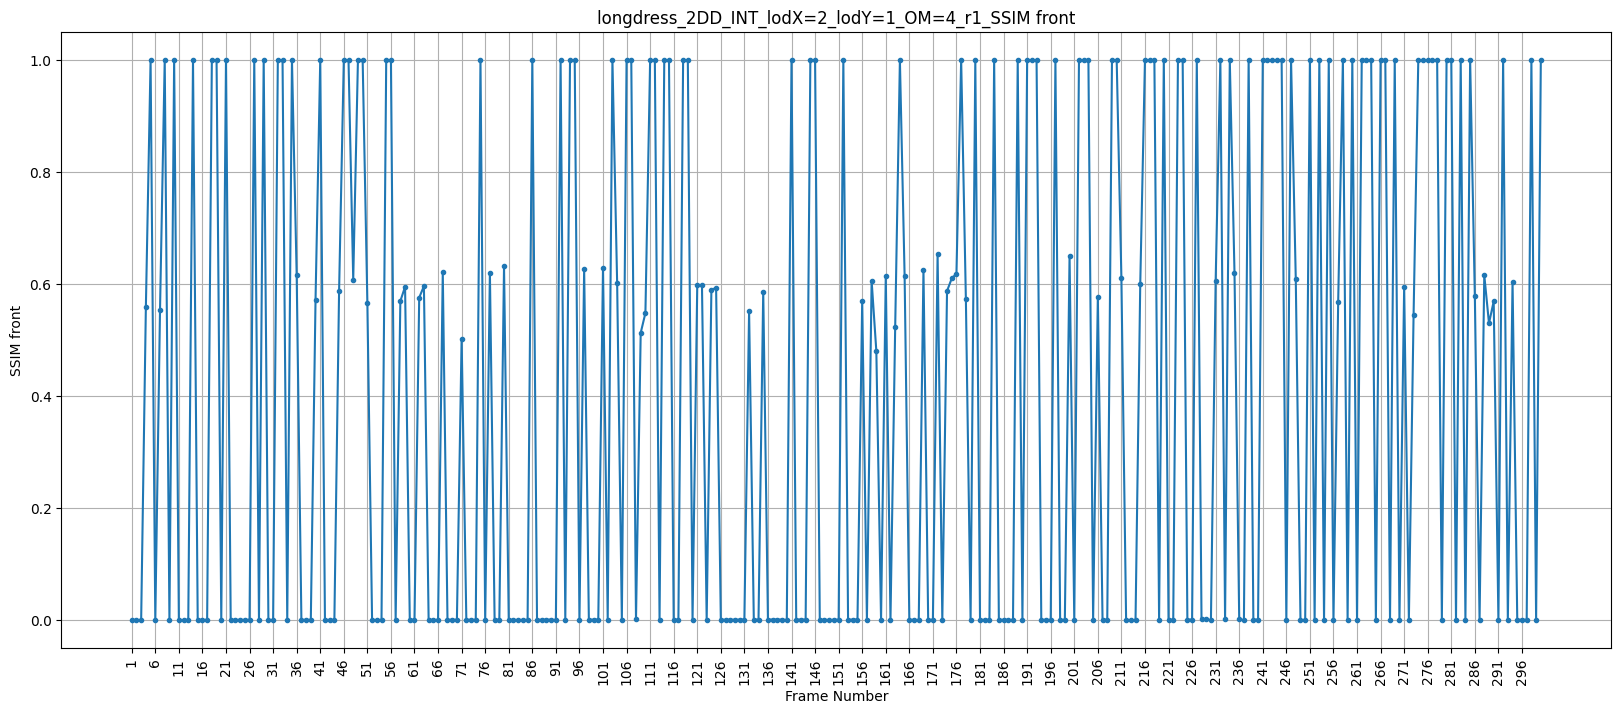 longdress_2DD_INT_lodX=2_lodY=1_OM=4_r1_SSIM front
SSIM front
1.0
0.8
0.6
0.4
0.2
0.0
1 6 11 16 21 26 31 36 41 46 51 56 61 66 71 76 81 86 91 96 101 106 111 116 121 126 131 136 141 146 151 156 161 166 171 176 181 186 191 196 201 206 211 216 221 226 231 236 241 246 251 256 261 266 271 276 281 286 291 296
Frame Number